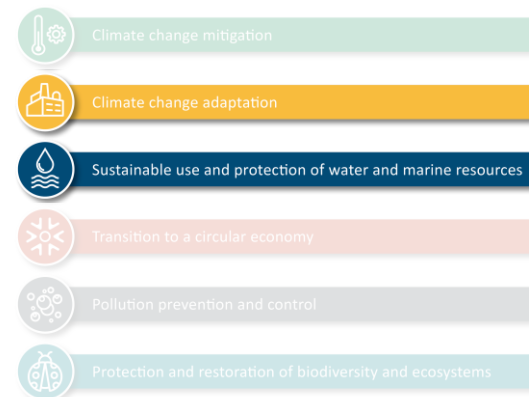 Climate change mitigation
Climate change adaptation
Sustainable use and protection of water and marine resources
Transition to a circular economy
Pollution prevention and control
Protection and restoration of biodiversity and ecosystems